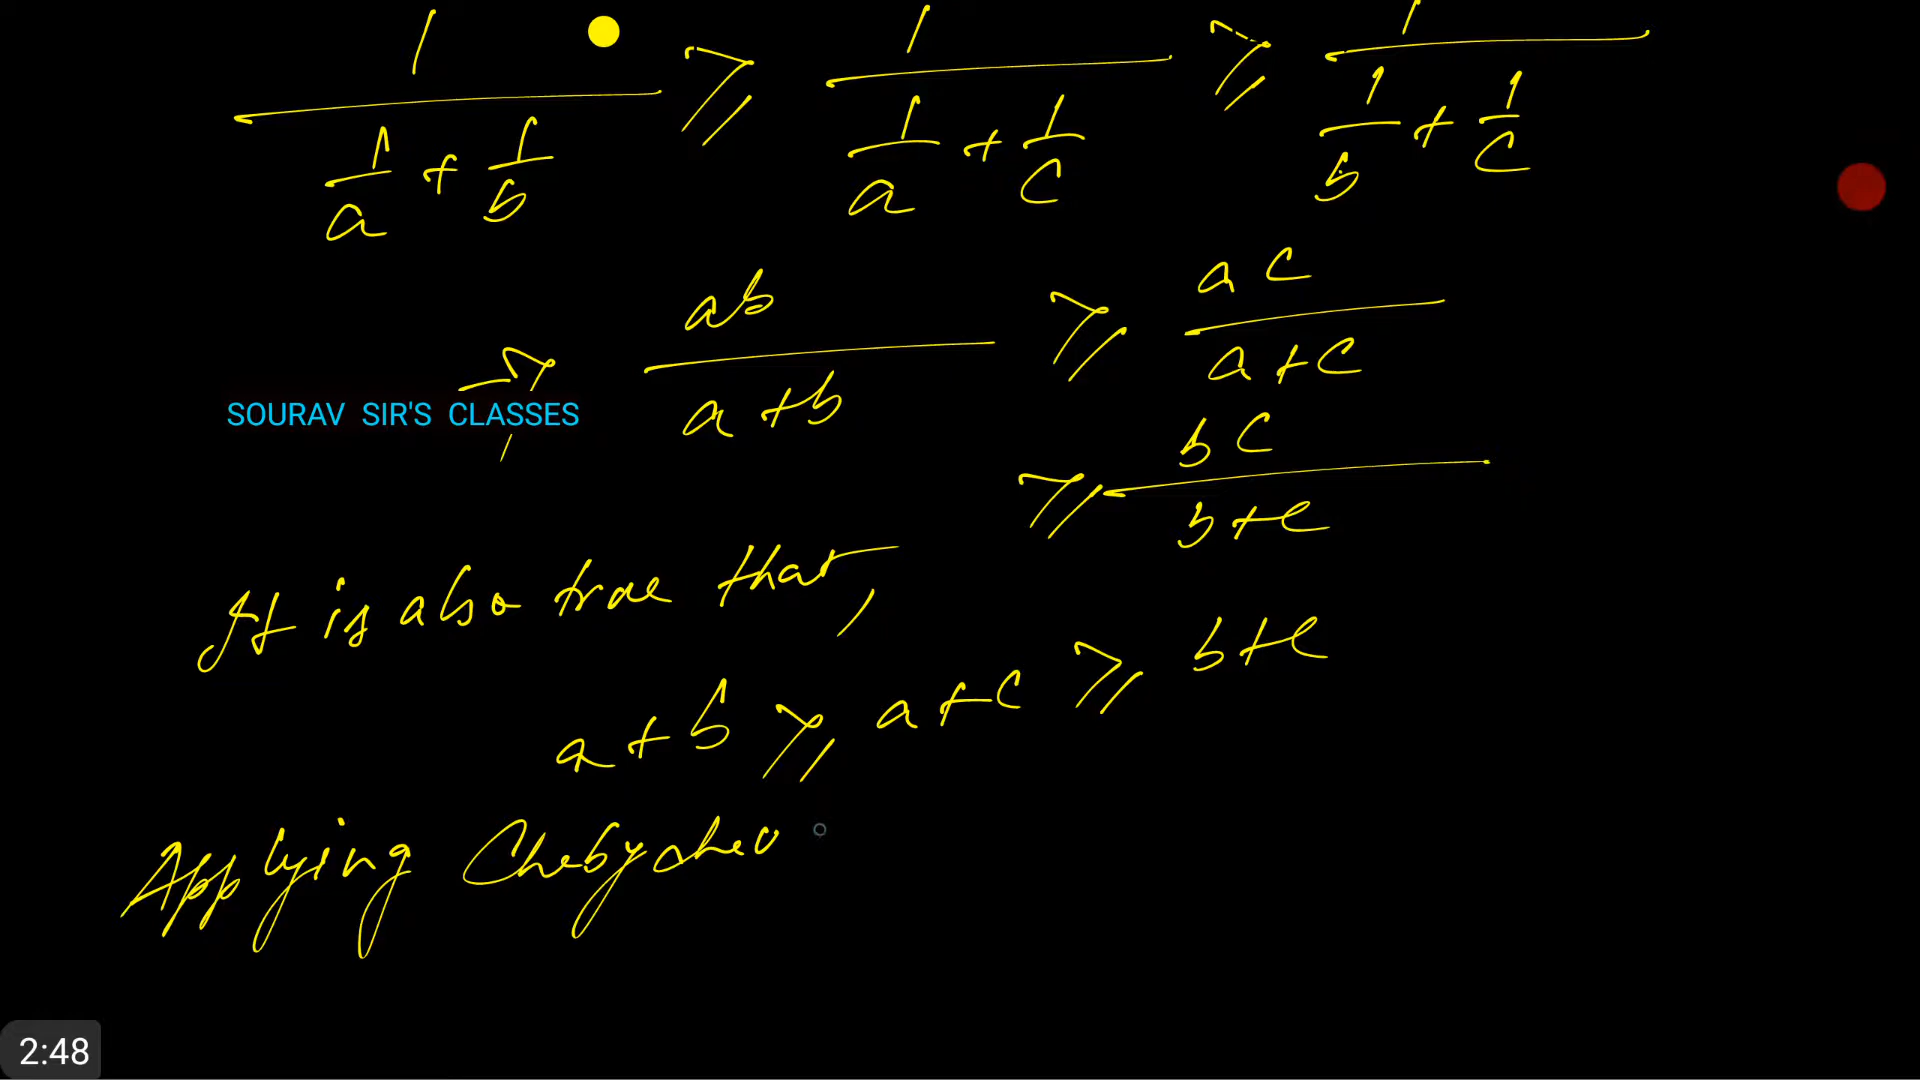 1/(1/a + 1/b) ⩾ 1/(1/a + 1/c) ⩾ 1/(1/b + 1/c)
⇒ ab/(a+b) ⩾ ac/(a+c)
SOURAV SIR'S CLASSES
⩾ bc/(b+c)
It is also true that,
a+b ⩾ a+c ⩾ b+c
Applying Chebychev
2:48